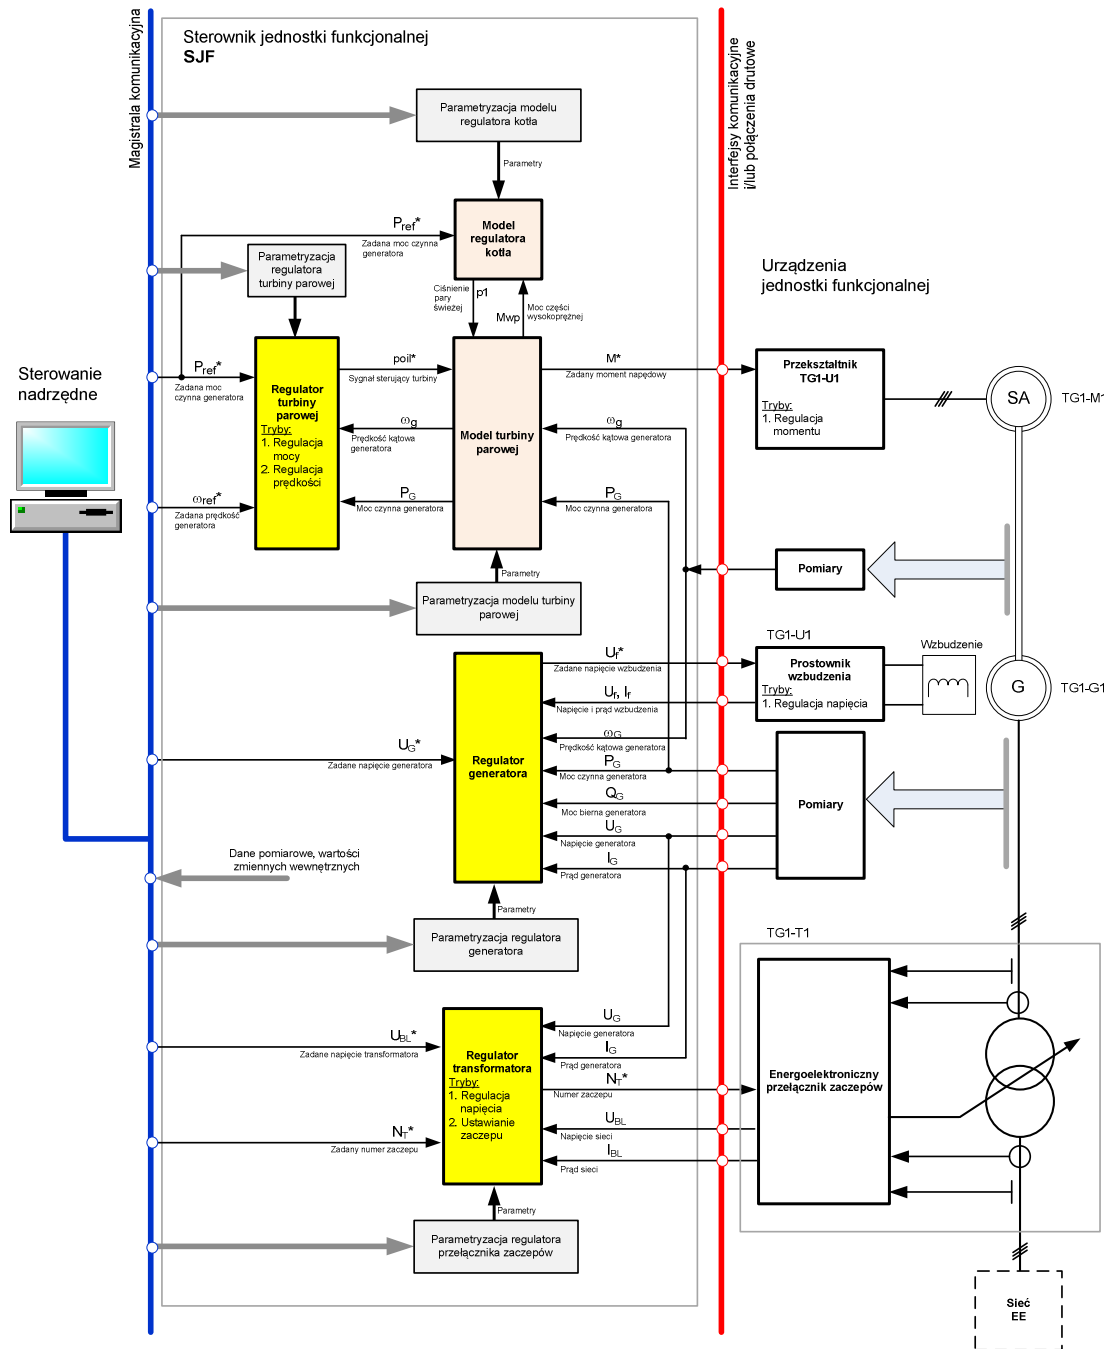 Magistrala komunikacyjna
Sterownik jednostki funkcjonalnej
SJF
Interfejsy komunikacyjne
i/lub połączenia drutowe
Parametryzacja modelu
regulatora kotła
Parametry
Pref*
Zadana moc czynna
generatora
Model
regulatora
kotła
Parametryzacja
regulatora
turbiny parowej
Ciśnienie
pary
świeżej
p1
Mwp
Moc części
wysokoprężnej
Urządzenia
jednostki funkcjonalnej
Sterowanie
nadrzędne
Pref*
Zadana moc
czynna generatora
Regulator
turbiny
parowej
Tryby:
1. Regulacja
mocy
2. Regulacja
prędkości
poil*
Sygnał sterujący turbiny
ωg
Prędkość kątowa
generatora
PG
Moc czynna generatora
ωref*
Zadana prędkość
generatora
Model turbiny
parowej
M*
Zadany moment napędowy
ωg
Prędkość kątowa generatora
PG
Moc czynna generatora
Przekształtnik
TG1-U1
Tryby:
1. Regulacja
momentu
SA
TG1-M1
Parametry
Parametryzacja modelu turbiny
parowej
Pomiary
TG1-U1
Prostownik
wzbudzenia
Tryby:
1. Regulacja napięcia
Wzbudzenie
G
TG1-G1
Uf*
Zadane napięcie wzbudzenia
Uf, If
Napięcie i prąd wzbudzenia
ωG
Prędkość kątowa generatora
PG
Moc czynna generatora
QG
Moc bierna generatora
UG
Napięcie generatora
IG
Prąd generatora
UG*
Zadane napięcie generatora
Regulator
generatora
Pomiary
Dane pomiarowe, wartości
zmiennych wewnętrznych
Parametry
Parametryzacja regulatora
generatora
TG1-T1
UBL*
Zadane napięcie transformatora
NT*
Zadany numer zaczepu
Regulator
transformatora
Tryby:
1. Regulacja
napięcia
2. Ustawianie
zaczepu
UG
Napięcie generatora
IG
Prąd generatora
NT*
Numer zaczepu
UBL
Napięcie sieci
IBL
Prąd sieci
Energoelektroniczny
przełącznik zaczepów
Parametry
Parametryzacja regulatora
przełącznika zaczepów
Sieć
EE